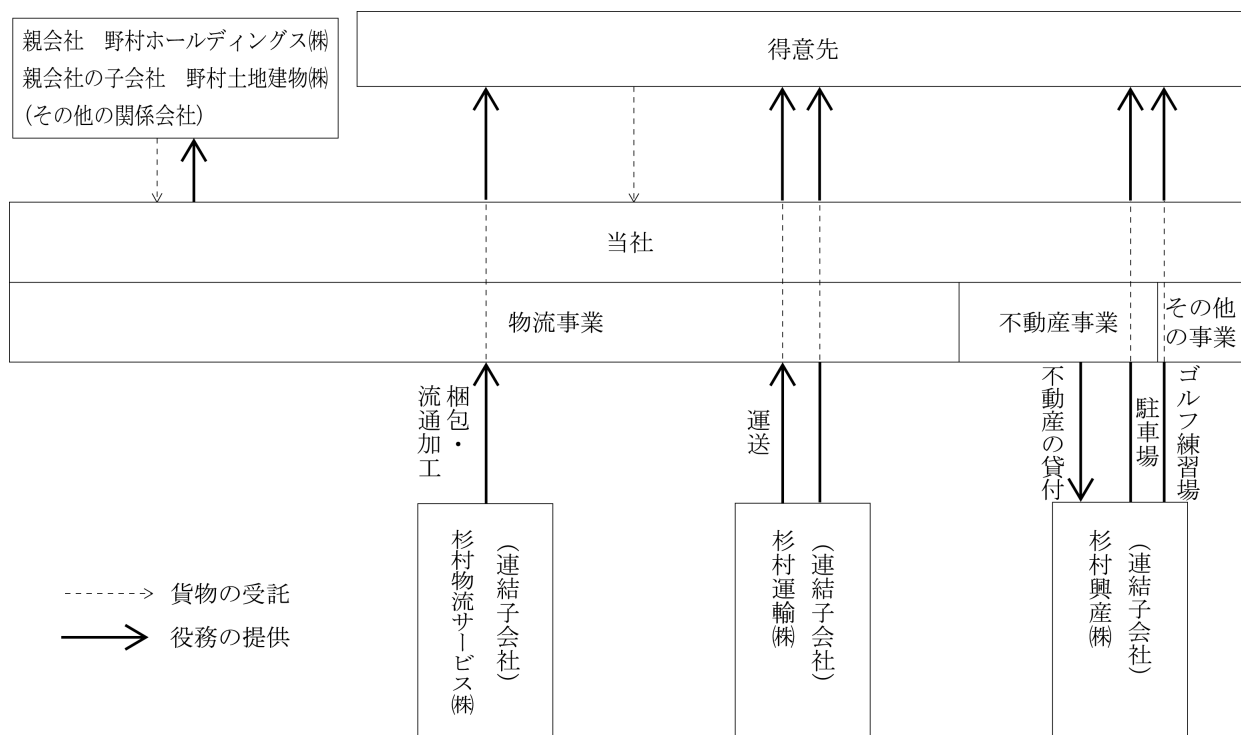 親会社　野村ホールディングス㈱
親会社の子会社　野村土地建物㈱
(その他の関係会社)
得意先
当社
物流事業
不動産事業
その他
の事業
梱包・
流通加工
運送
不動産の貸付
駐車場
ゴルフ練習場
(連結子会社)
杉村物流サービス㈱
(連結子会社)
杉村運輸㈱
(連結子会社)
杉村興産㈱
貨物の受託
役務の提供